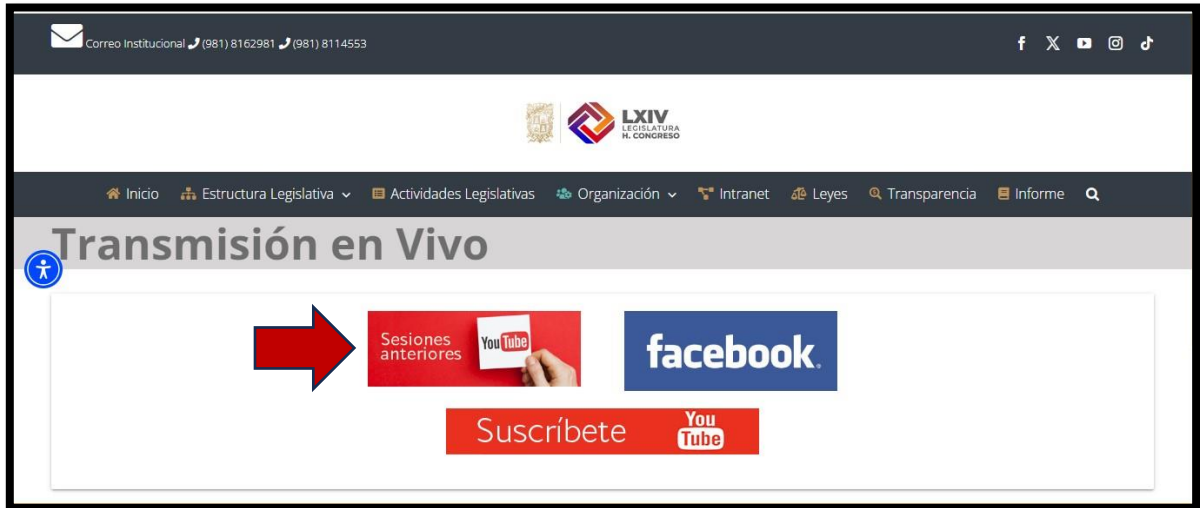 Correo Institucional (981) 8162981 (981) 8114553
LXIV
LEGISLATURA
H. CONGRESO
Inicio Estructura Legislativa Actividades Legislativas Organización Intranet Leyes Transparencia Informe
Transmisión en Vivo
Sesiones
anteriores
YouTube
facebook.
Suscríbete
You
Tube